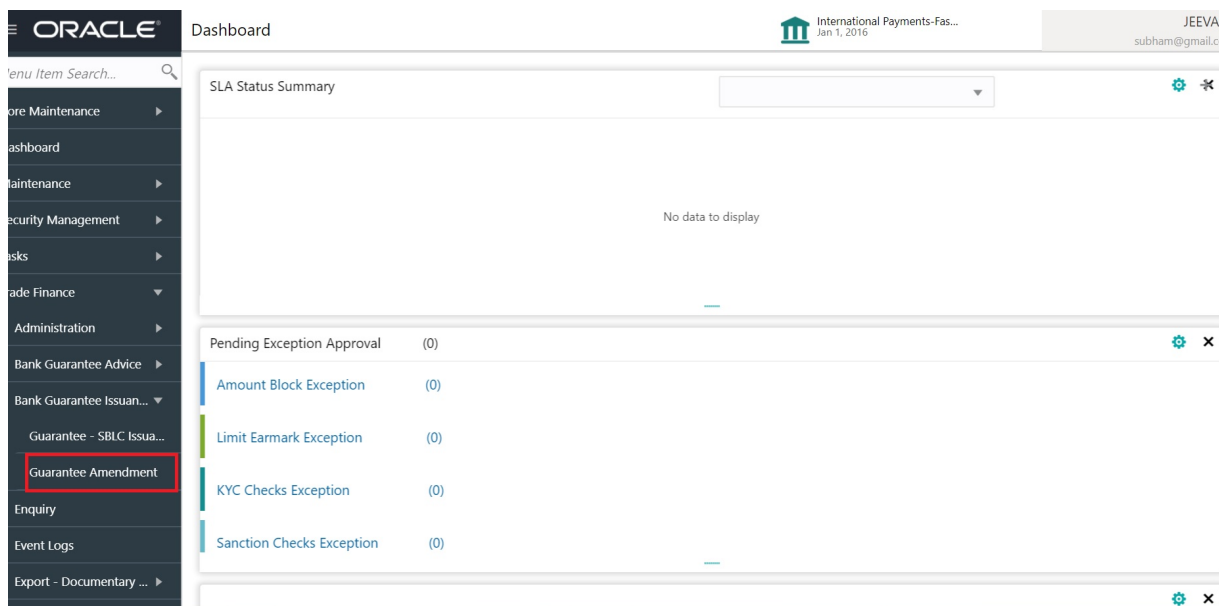 ORACLE
Dashboard
International Payments-Fas...
Jan 1, 2016
JEEVA
subham@gmail.c
enu Item Search...
ore Maintenance
ashboard
aintenance
ecurity Management
asks
rade Finance
Administration
Bank Guarantee Advice
Bank Guarantee Issuan...
Guarantee - SBLC Issua...
Guarantee Amendment
Enquiry
Event Logs
Export - Documentary ...
SLA Status Summary
No data to display
Pending Exception Approval (0)
Amount Block Exception (0)
Limit Earmark Exception (0)
KYC Checks Exception (0)
Sanction Checks Exception (0)